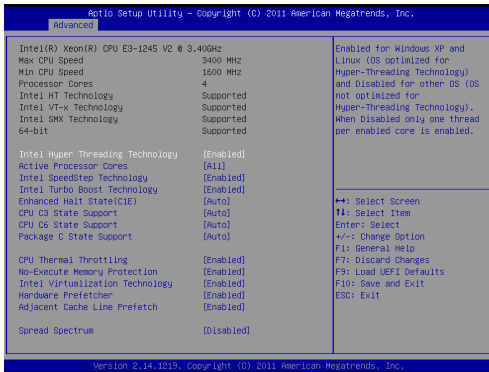 Aptio Setup Utility – Copyright (C) 2011 American Megatrends, Inc.
Advanced
Intel(R) Xeon(R) CPU E3-1245 V2 @ 3.40GHz
Max CPU Speed 3400 MHz
Min CPU Speed 1600 MHz
Processor Cores 4
Intel HT Technology Supported
Intel VT-x Technology Supported
Intel SMX Technology Supported
64-bit Supported
Intel Hyper Threading Technology [Enabled]
Active Processor Cores [All]
Intel SpeedStep Technology [Enabled]
Intel Turbo Boost Technology [Enabled]
Enhanced Halt State(C1E) [Auto]
CPU C3 State Support [Auto]
CPU C6 State Support [Auto]
Package C State Support [Auto]
CPU Thermal Throttling [Enabled]
No-Execute Memory Protection [Enabled]
Intel Virtualization Technology [Enabled]
Hardware Prefetcher [Enabled]
Adjacent Cache Line Prefetch [Enabled]
Spread Spectrum [Disabled]
Enabled for Windows XP and
Linux (OS optimized for
Hyper-Threading Technology)
and Disabled for other OS (OS
not optimized for
Hyper-Threading Technology).
When Disabled only one thread
per enabled core is enabled.
↔: Select Screen
↑↓: Select Item
Enter: Select
+/-: Change Option
F1: General Help
F7: Discard Changes
F9: Load UEFI Defaults
F10: Save and Exit
ESC: Exit
Version 2.14.1219. Copyright (C) 2011 American Megatrends, Inc.